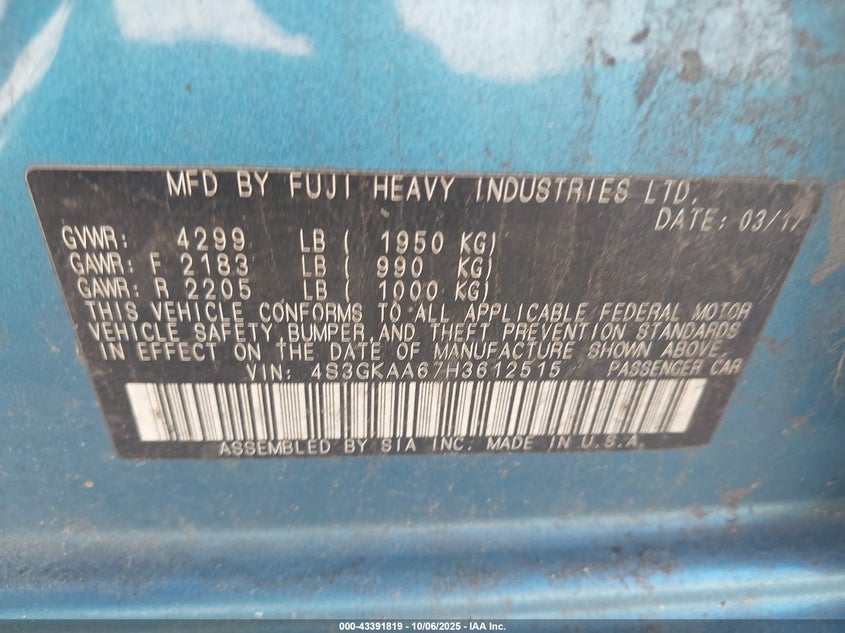 MFD BY FUJI HEAVY INDUSTRIES LTD.
DATE: 03/17
GVWR: 4299 LB ( 1950 KG)
GAWR: F 2183 LB ( 990 KG)
GAWR: R 2205 LB ( 1000 KG)
THIS VEHICLE CONFORMS TO ALL APPLICABLE FEDERAL MOTOR
VEHICLE SAFETY, BUMPER, AND THEFT PREVENTION STANDARDS
IN EFFECT ON THE DATE OF MANUFACTURE SHOWN ABOVE.
VIN: 4S3GKAA67H3612515 PASSENGER CAR
ASSEMBLED BY SIA INC. MADE IN U.S.A.
000-43391819 - 10/06/2025 - IAA Inc.